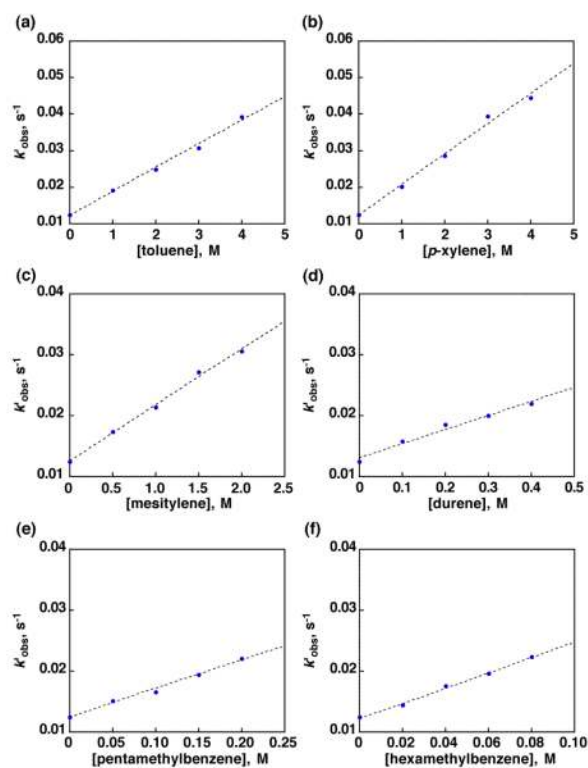 (a)
0.06
0.05
0.04
0.03
0.02
0.01
k'obs, s⁻¹
0 1 2 3 4 5
[toluene], M
(b)
0.06
0.05
0.04
0.03
0.02
0.01
k'obs, s⁻¹
0 1 2 3 4 5
[p-xylene], M
(c)
0.04
0.03
0.02
0.01
k'obs, s⁻¹
0 0.5 1.0 1.5 2.0 2.5
[mesitylene], M
(d)
0.04
0.03
0.02
0.01
k'obs, s⁻¹
0 0.1 0.2 0.3 0.4 0.5
[durene], M
(e)
0.04
0.03
0.02
0.01
k'obs, s⁻¹
0 0.05 0.10 0.15 0.20 0.25
[pentamethylbenzene], M
(f)
0.04
0.03
0.02
0.01
k'obs, s⁻¹
0 0.02 0.04 0.06 0.08 0.10
[hexamethylbenzene], M